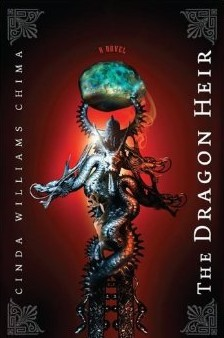 A NOVEL
CINDA WILLIAMS CHIMA
THE DRAGON HEIR